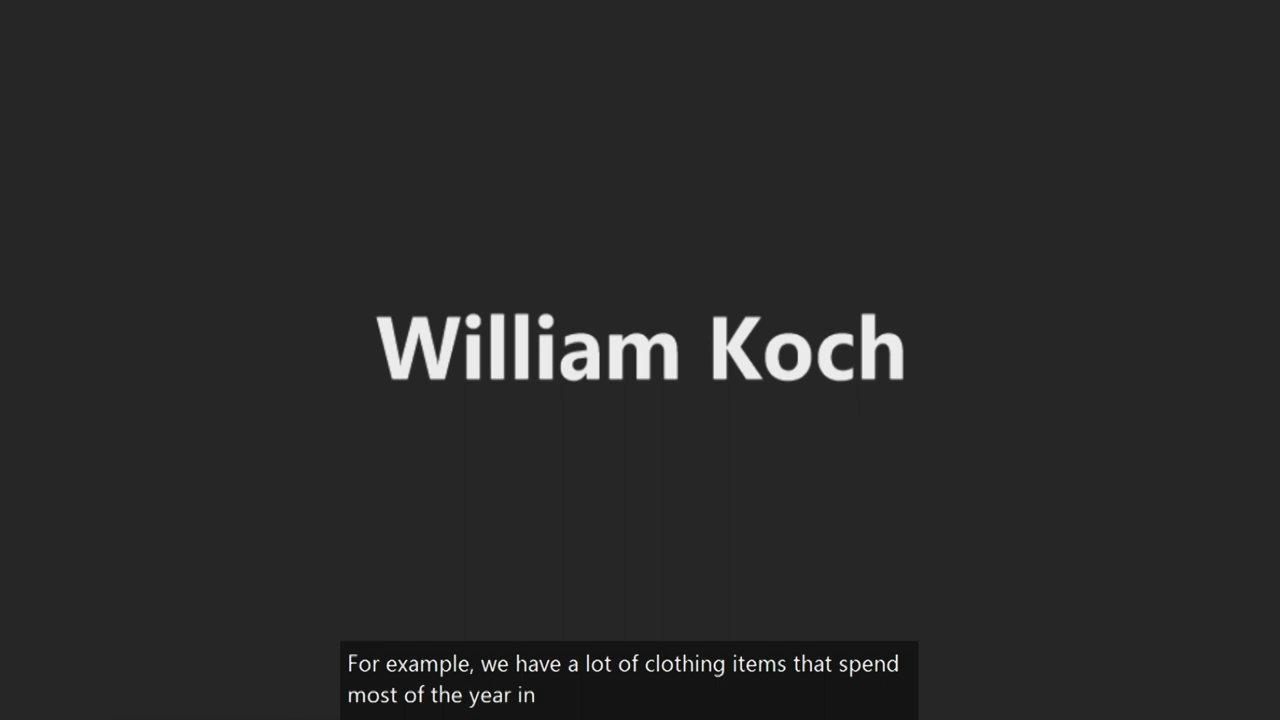 William Koch
For example, we have a lot of clothing items that spend
most of the year in